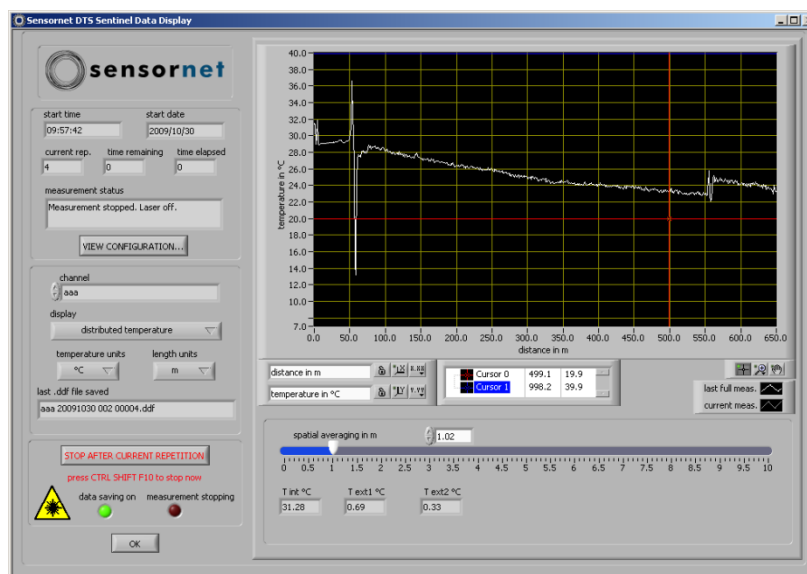 Sensornet DTS Sentinel Data Display
sensornet
start time
start date
09:57:42
2009/10/30
current rep.
time remaining
time elapsed
4
0
0
measurement status
Measurement stopped. Laser off.
VIEW CONFIGURATION...
channel
aaa
display
distributed temperature
temperature units
length units
°C
m
last .ddf file saved
aaa 20091030 002 00004.ddf
STOP AFTER CURRENT REPETITION
press CTRL SHIFT F10 to stop now
data saving on
measurement stopping
OK
temperature in °C
40.0
38.0
36.0
34.0
32.0
30.0
28.0
26.0
24.0
22.0
20.0
18.0
16.0
14.0
12.0
10.0
7.0
0.0 50.0 100.0 150.0 200.0 250.0 300.0 350.0 400.0 450.0 500.0 550.0 600.0 650.0
distance in m
distance in m
temperature in °C
Cursor 0 499.1 19.9
Cursor 1 998.2 39.9
last full meas.
current meas.
spatial averaging in m
1.02
0 0.5 1 1.5 2 2.5 3 3.5 4 4.5 5 5.5 6 6.5 7 7.5 8 8.5 9 9.5 10
T int °C
T ext1 °C
T ext2 °C
31.28
0.69
0.33